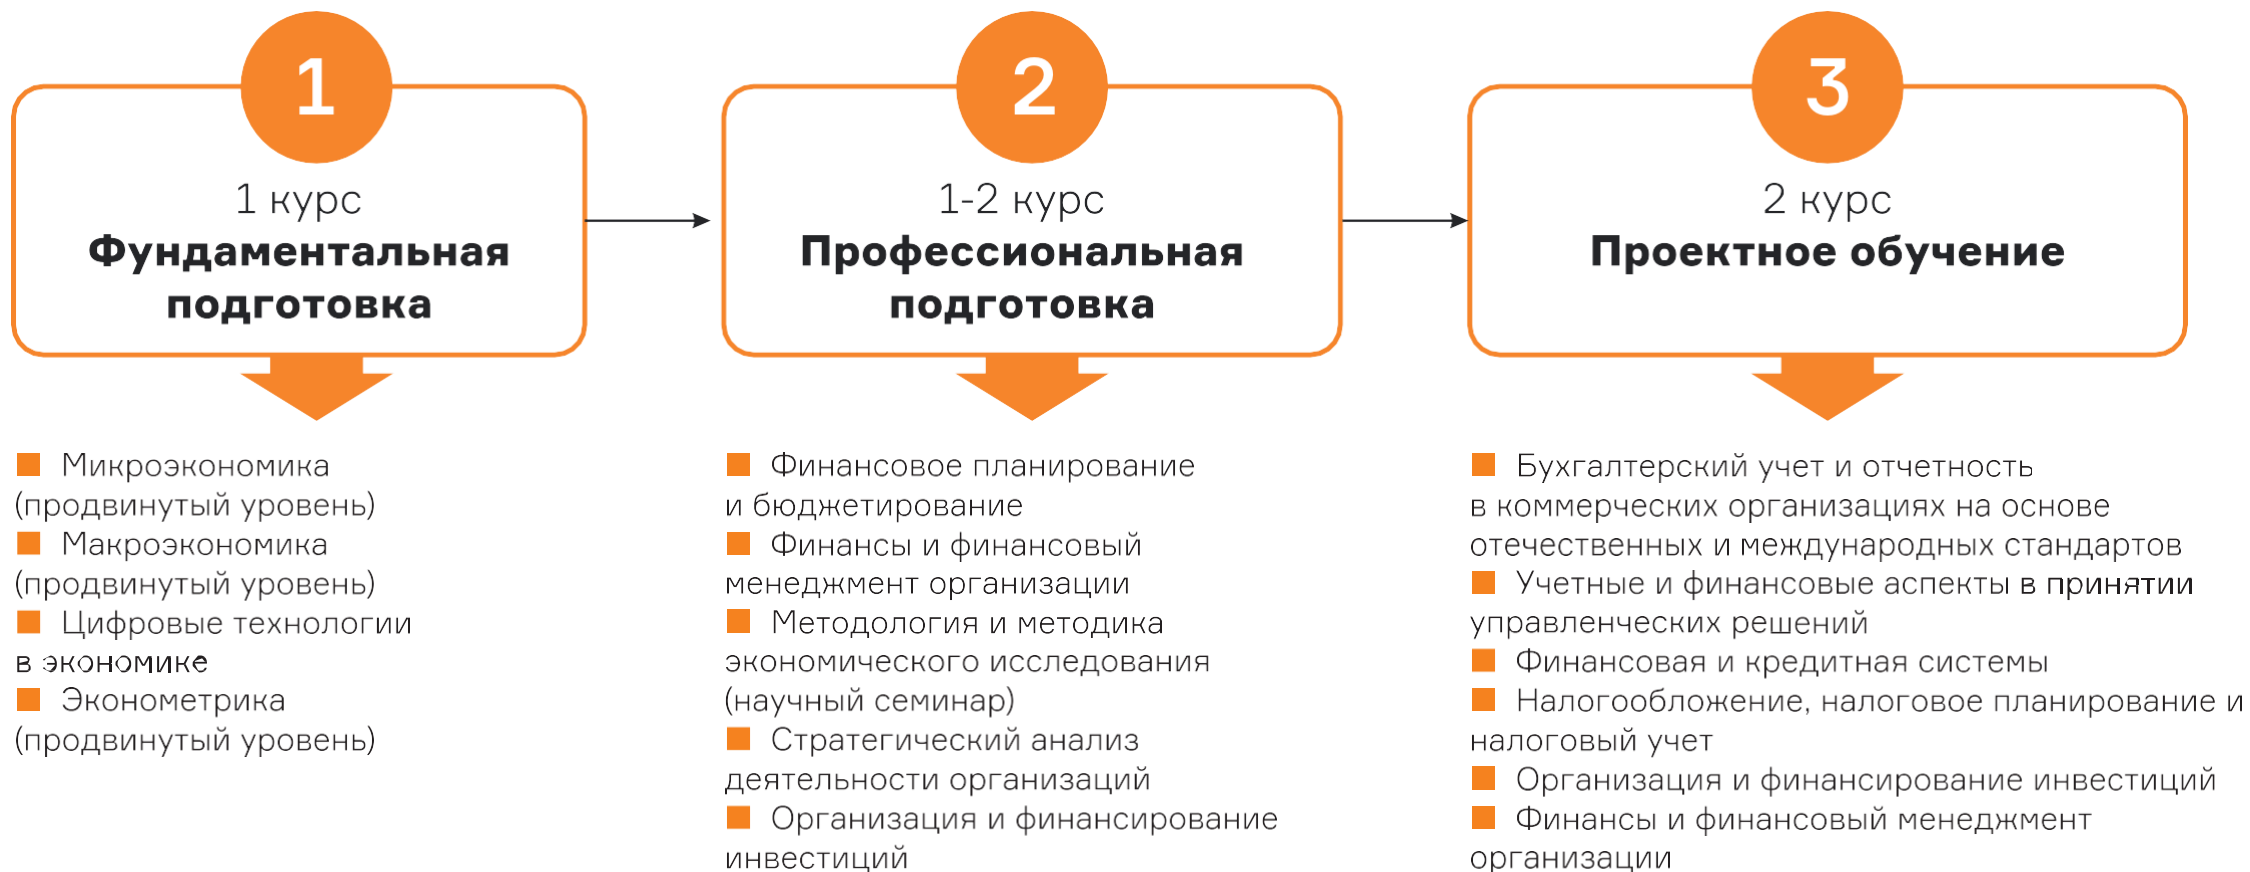 1
1 курс
Фундаментальная
подготовка
Микроэкономика
(продвинутый уровень)
Макроэкономика
(продвинутый уровень)
Цифровые технологии
в экономике
Эконометрика
(продвинутый уровень)
2
1-2 курс
Профессиональная
подготовка
Финансовое планирование
и бюджетирование
Финансы и финансовый
менеджмент организации
Методология и методика
экономического исследования
(научный семинар)
Стратегический анализ
деятельности организаций
Организация и финансирование
инвестиций
3
2 курс
Проектное обучение
Бухгалтерский учет и отчетность
в коммерческих организациях на основе
отечественных и международных стандартов
Учетные и финансовые аспекты в принятии
управленческих решений
Финансовая и кредитная системы
Налогообложение, налоговое планирование и
налоговый учет
Организация и финансирование инвестиций
Финансы и финансовый менеджмент
организации